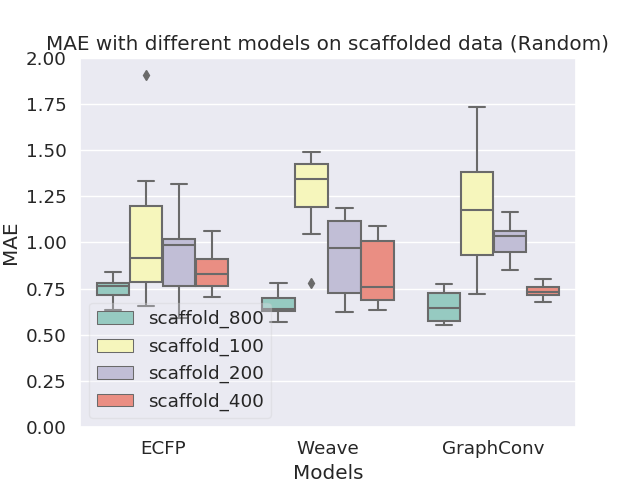 MAE with different models on scaffolded data (Random)
2.00
1.75
1.50
1.25
1.00
0.75
0.50
0.25
0.00
MAE
scaffold_800
scaffold_100
scaffold_200
scaffold_400
ECFP Weave GraphConv
Models